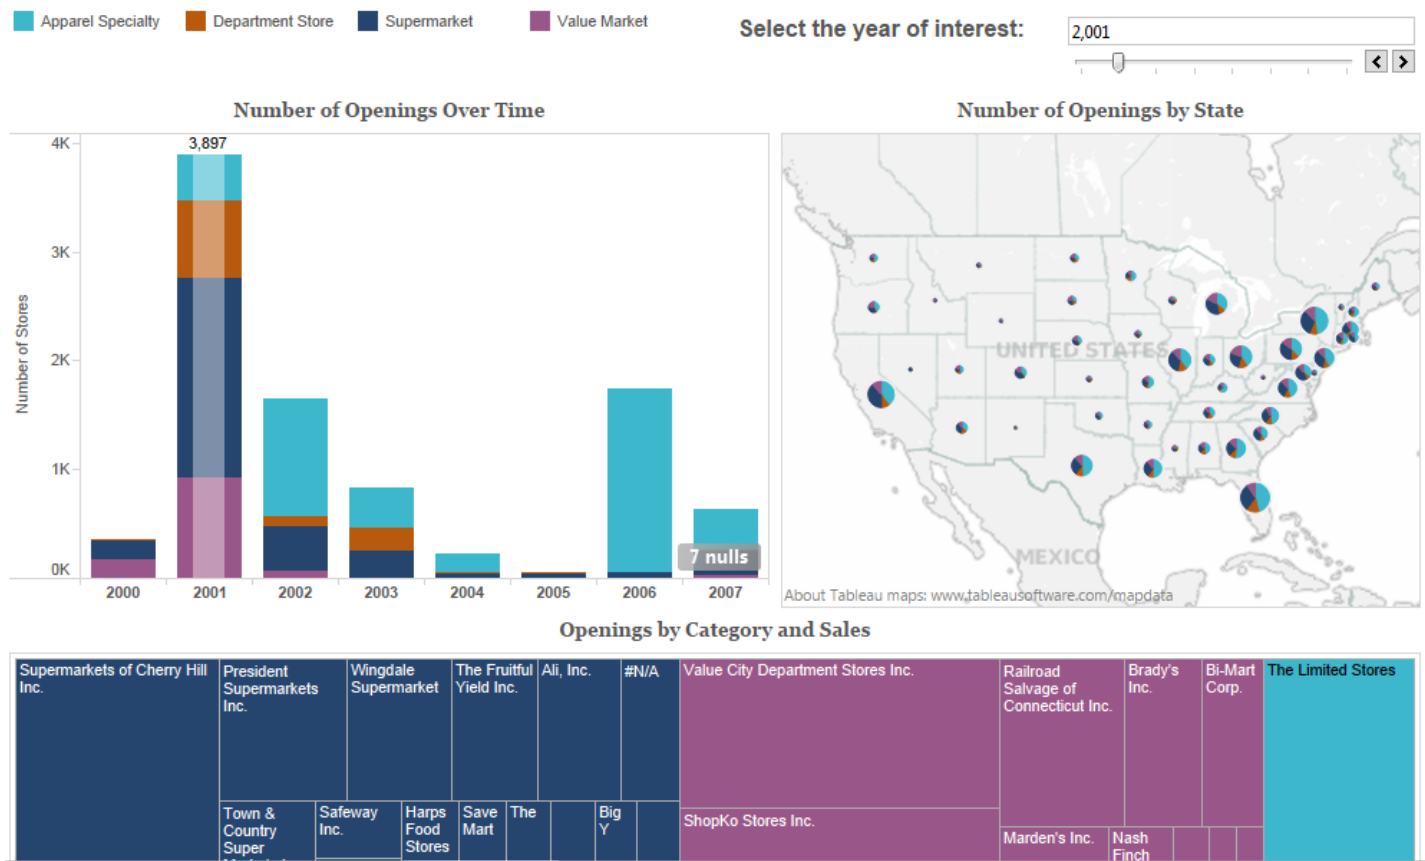 Apparel Specialty
Department Store
Supermarket
Value Market
Select the year of interest:
2,001
Number of Openings Over Time
Number of Openings by State
3,897
4K
3K
2K
1K
0K
Number of Stores
7 nulls
2000
2001
2002
2003
2004
2005
2006
2007
UNITED STATES
MEXICO
About Tableau maps: www.tableausoftware.com/mapdata
Openings by Category and Sales
Supermarkets of Cherry Hill
Inc.
President
Supermarkets
Inc.
Wingdale
Supermarket
The Fruitful
Yield Inc.
Ali, Inc.
#N/A
Value City Department Stores Inc.
Railroad
Salvage of
Connecticut Inc.
Brady's
Inc.
Bi-Mart
Corp.
The Limited Stores
Town &
Country
Super
Safeway
Inc.
Harps
Food
Stores
Save
Mart
The
Big
Y
ShopKo Stores Inc.
Marden's Inc.
Nash
Finch